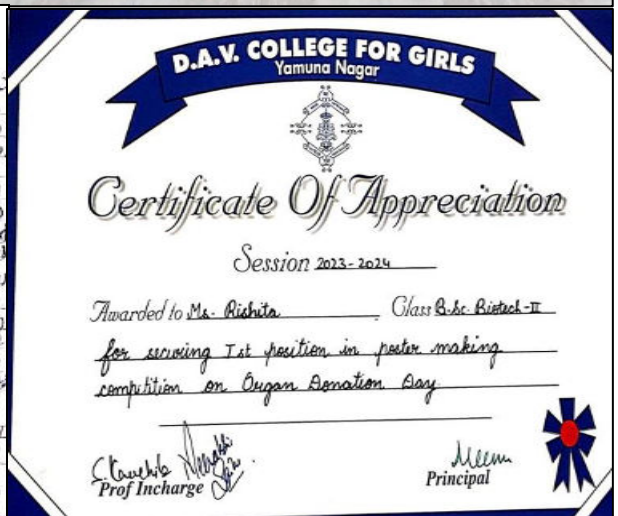 D.A.V. COLLEGE FOR GIRLS
Yamuna Nagar
Certificate Of Appreciation
Session 2023-2024
Awarded to Ms. Rishita Class B.Sc. Biotech-II
for securing Ist position in poster making
competition on Organ Donation Day
Prof Incharge
Meenu
Principal